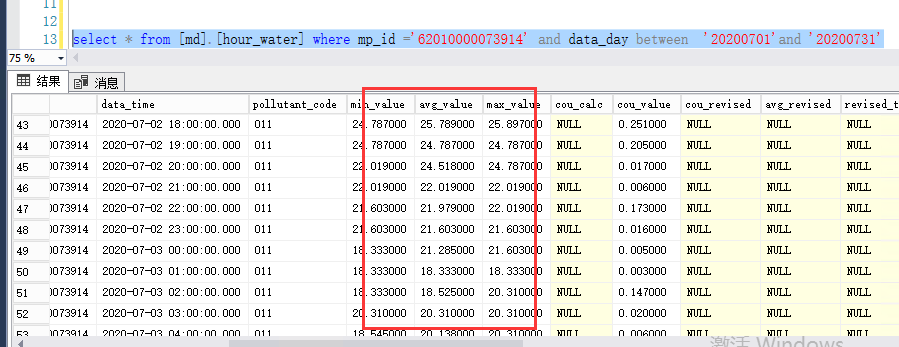 11
12
13 select * from [md].[hour_water] where mp_id ='62010000073914' and data_day between '20200701'and '20200731'
75 %
结果 消息
data_time pollutant_code min_value avg_value max_value cou_calc cou_value cou_revised avg_revised revised_t
43 0073914 2020-07-02 18:00:00.000 011 24.787000 25.789000 25.897000 NULL 0.251000 NULL NULL NULL
44 0073914 2020-07-02 19:00:00.000 011 24.787000 24.787000 24.787000 NULL 0.205000 NULL NULL NULL
45 0073914 2020-07-02 20:00:00.000 011 22.019000 24.518000 24.787000 NULL 0.017000 NULL NULL NULL
46 0073914 2020-07-02 21:00:00.000 011 22.019000 22.019000 22.019000 NULL 0.006000 NULL NULL NULL
47 0073914 2020-07-02 22:00:00.000 011 21.603000 21.979000 22.019000 NULL 0.173000 NULL NULL NULL
48 0073914 2020-07-02 23:00:00.000 011 21.603000 21.603000 21.603000 NULL 0.016000 NULL NULL NULL
49 0073914 2020-07-03 00:00:00.000 011 18.333000 21.285000 21.603000 NULL 0.005000 NULL NULL NULL
50 0073914 2020-07-03 01:00:00.000 011 18.333000 18.333000 18.333000 NULL 0.003000 NULL NULL NULL
51 0073914 2020-07-03 02:00:00.000 011 18.333000 18.525000 20.310000 NULL 0.147000 NULL NULL NULL
52 0073914 2020-07-03 03:00:00.000 011 20.310000 20.310000 20.310000 NULL 0.020000 NULL NULL NULL
53 0073914 2020-07-03 04:00:00.000 011 18.545000 20.138000 20.310000 NULL 0.006000 NULL NULL NULL
激活 Windows